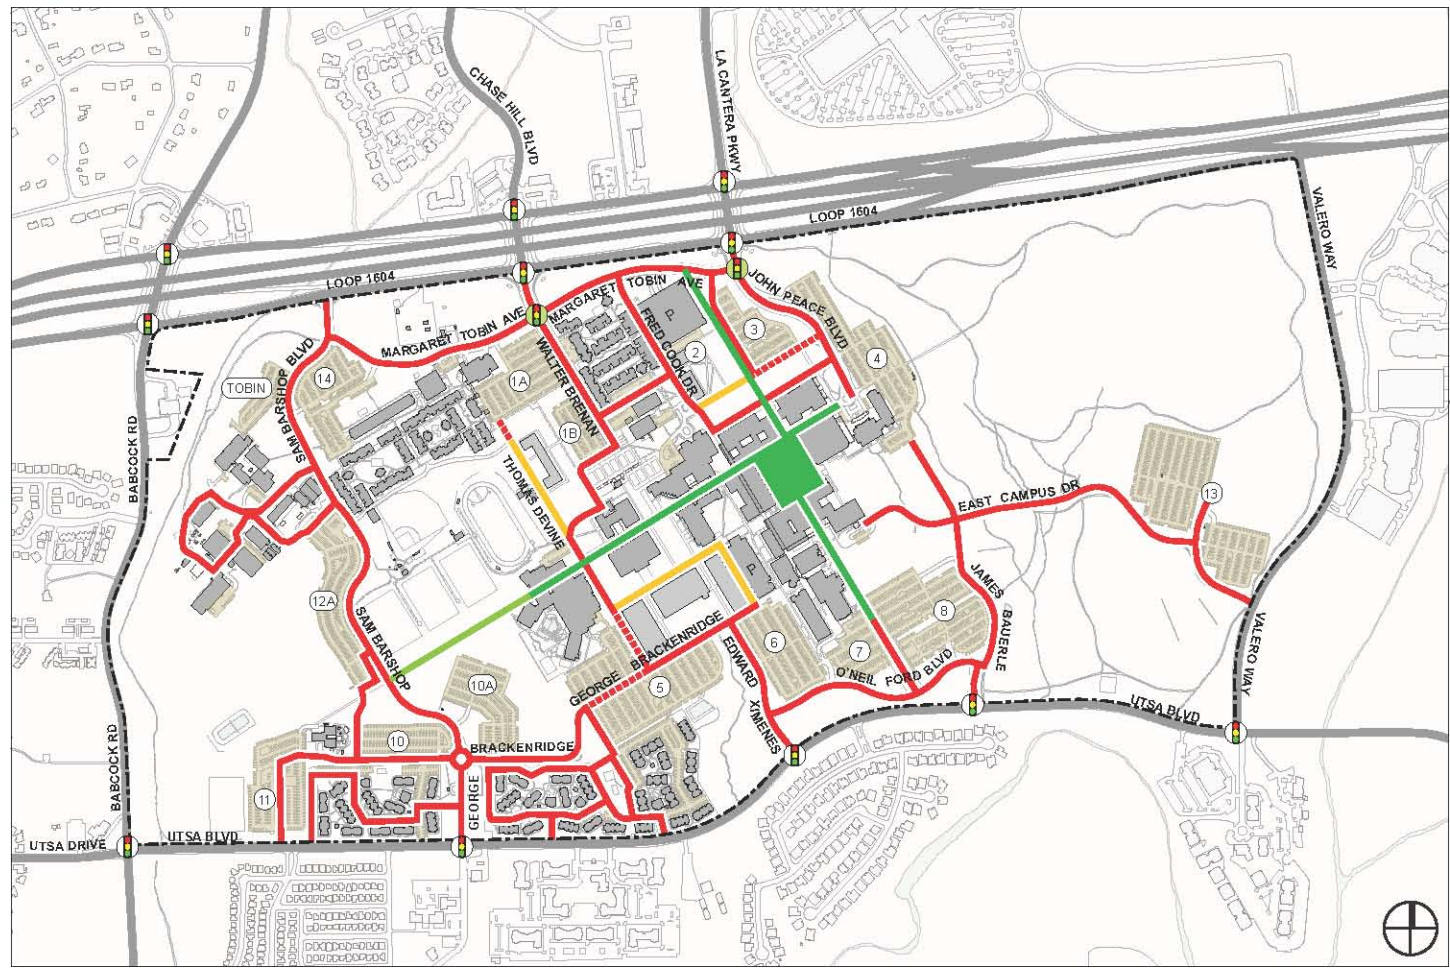 CHASE HILL BLVD
LA CANTERA PKWY
LOOP 1604
LOOP 1604
VALERO WAY
MARGARET TOBIN AVE
MARGARET TOBIN AVE
JOHN PEACE BLVD
SAM BARSHOP BLVD
TOBIN
14
1A
WALTER BRENAN
FRED COOK DR
P
2
3
4
1B
BABCOCK RD
THOMAS DEVINE
EAST CAMPUS DR
13
12A
SAM BARSHOP
P
JAMES BAUERLE
8
7
6
EDWARD XIMENES
GEORGE BRACKENRIDGE
5
O'NEIL FORD BLVD
VALERO WAY
10A
10
BRACKENRIDGE
GEORGE
11
BABCOCK RD
UTSA BLVD
UTSA DRIVE
UTSA BLVD